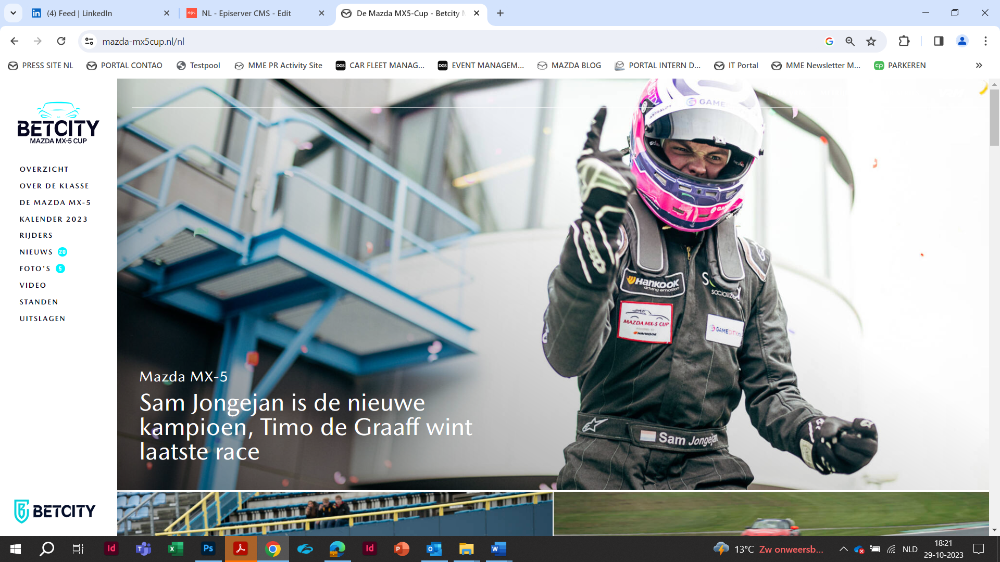 (4) Feed | LinkedIn
NL - Episerver CMS - Edit
De Mazda MX5-Cup - Betcity
mazda-mx5cup.nl/nl
PRESS SITE NL
PORTAL CONTAO
Testpool
MME PR Activity Site
CAR FLEET MANAG...
EVENT MANAGEM...
MAZDA BLOG
PORTAL INTERN D...
IT Portal
MME Newsletter M...
PARKEREN
BETCITY
MAZDA MX-5 CUP
OVERZICHT
OVER DE KLASSE
DE MAZDA MX-5
KALENDER 2023
RIJDERS
NIEUWS 20
FOTO'S 5
VIDEO
STANDEN
UITSLAGEN
HANKOOK
driving emotion
MAZDA MX-5 CUP
HANKOOK
Sam Jongejan
Mazda MX-5
Sam Jongejan is de nieuwe
kampioen, Timo de Graaff wint
laatste race
BETCITY
13°C Zw onweersb...
NLD
18:21
29-10-2023